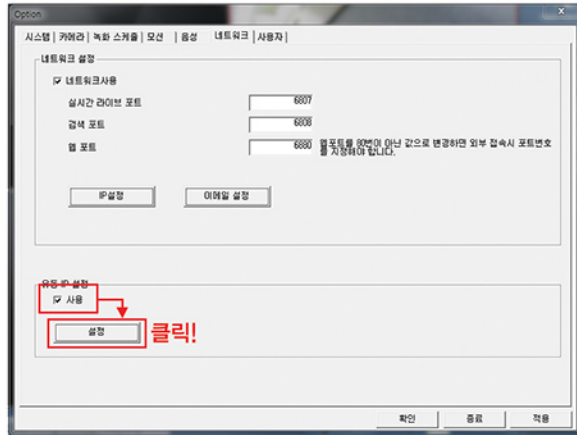 Option
시스템 | 카메라 | 녹화 스케줄 | 모션 | 음성 네트워크 | 사용자 |
네트워크 설정
네트워크사용
실시간 라이브 포트 6807
검색 포트 6808
웹 포트 6880 웹포트를 80번이 아닌 값으로 변경하면 외부 접속시 포트번호
를 지정해야 합니다.
IP설정 이메일 설정
유동 IP 설정
사용
설정 클릭!
확인 종료 적용